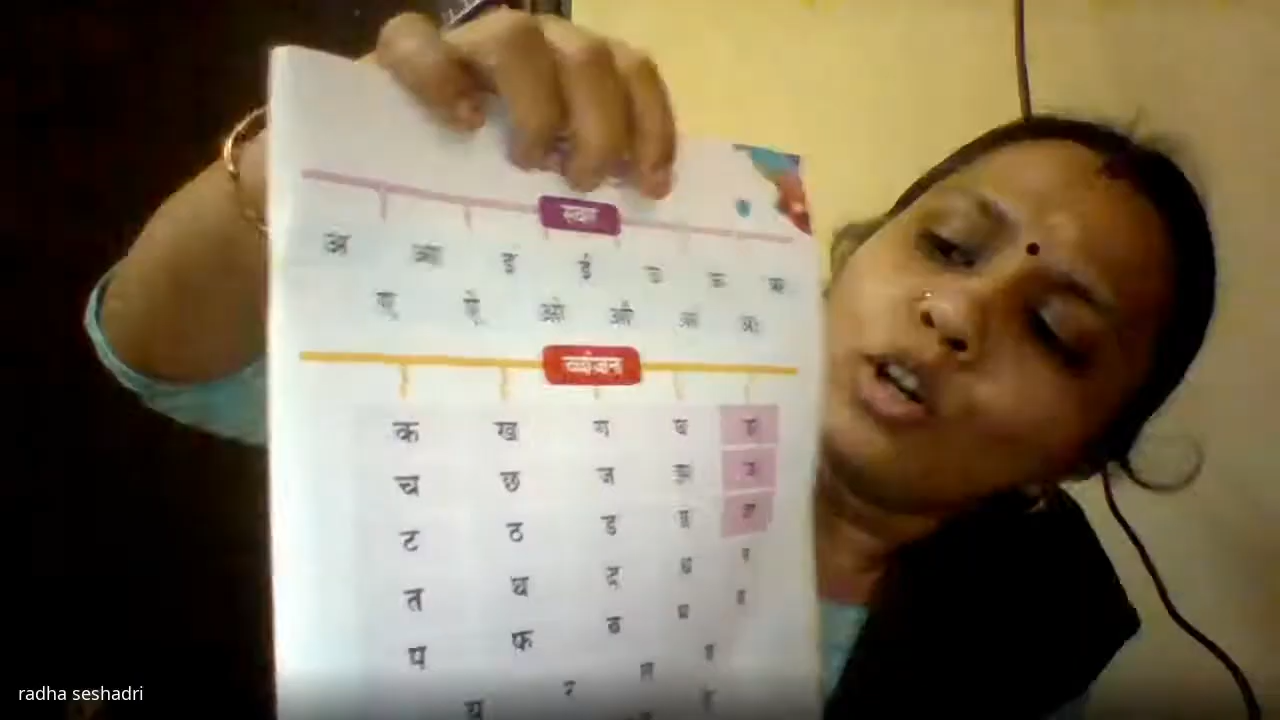 स्वर
अ आ इ ई उ ऊ ऋ
ए ऐ ओ औ अं अः
व्यंजन
क ख ग घ ङ
च छ ज झ ञ
ट ठ ड ढ ण
त थ द ध न
प फ ब भ म
य र ल व
radha seshadri